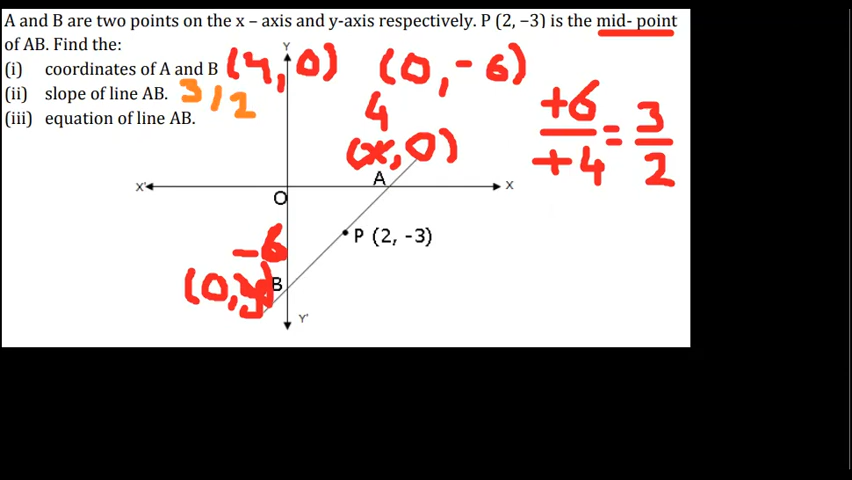 A and B are two points on the x – axis and y-axis respectively. P (2, −3) is the mid- point
of AB. Find the:
(i) coordinates of A and B (4,0) (0,-6)
(ii) slope of line AB. 3/2
(iii) equation of line AB.
+6/+4 = 3/2
Y
4
(x,0)
X' A X
O
P (2, -3)
-6
(0,y) B
Y'